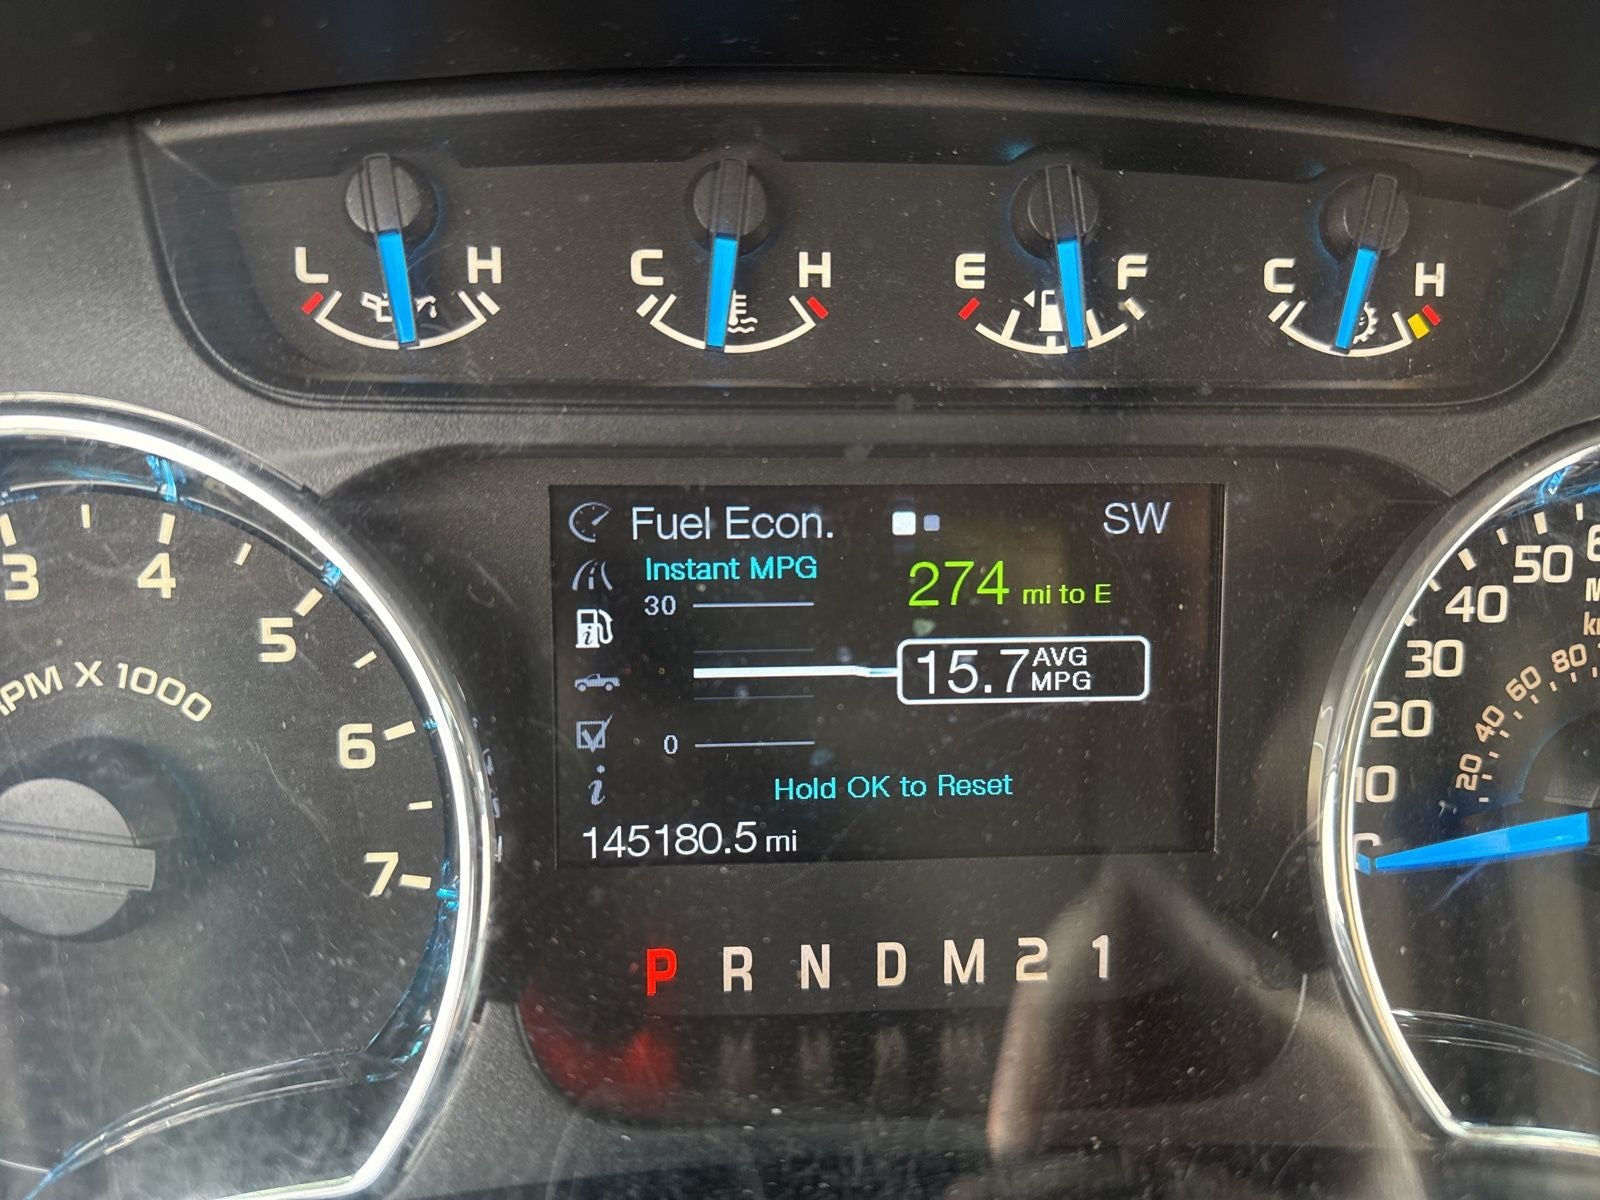 L H C H E F C H
Fuel Econ. SW
Instant MPG
274 mi to E
30
15.7 AVG MPG
0
Hold OK to Reset
145180.5 mi
P R N D M 2 1
3 4 5 6 7
PM X 1000
10 20 30 40 50
20 40 60 80